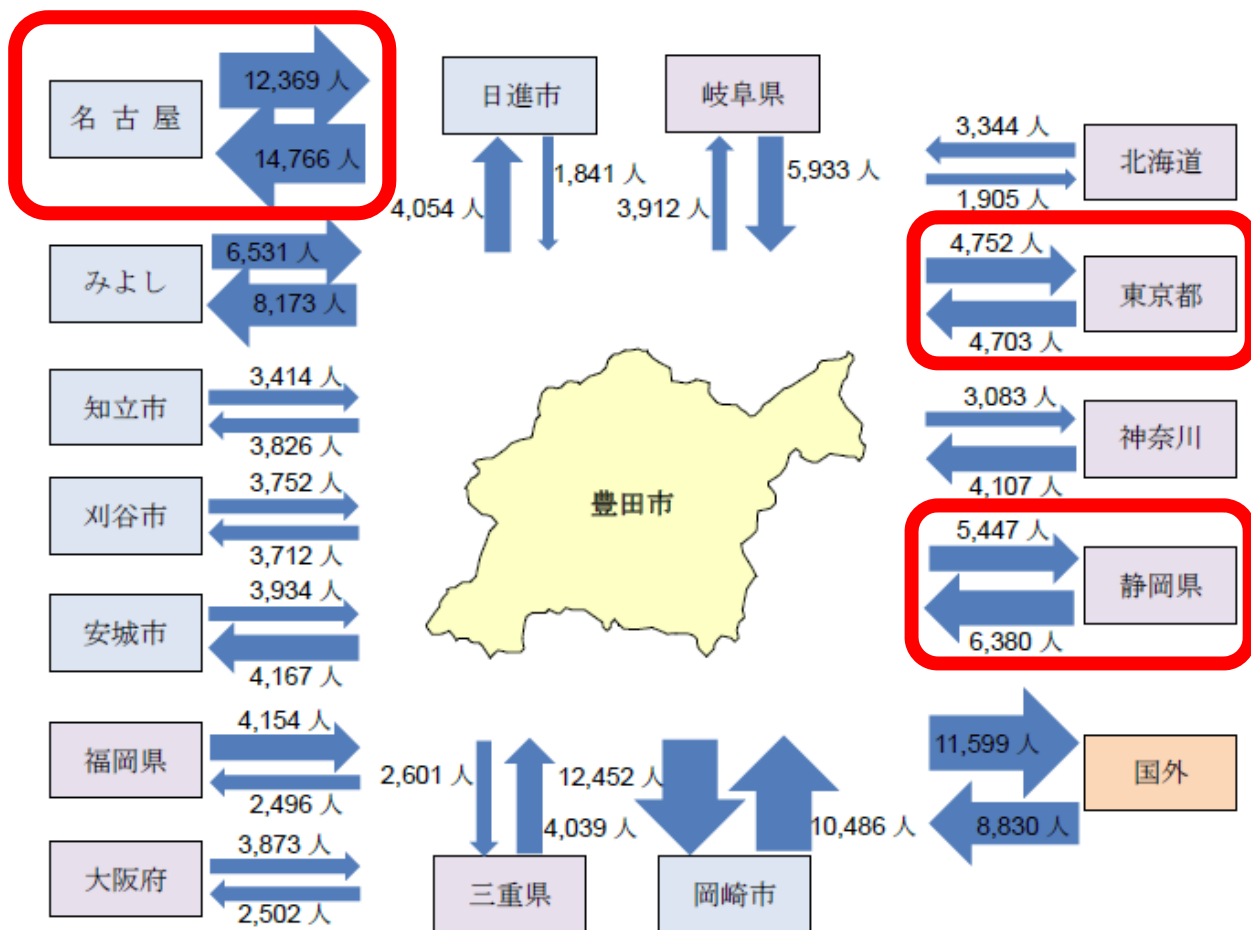 名古屋
12,369 人
14,766 人
日進市
4,054 人
1,841 人
岐阜県
3,912 人
5,933 人
3,344 人
北海道
1,905 人
みよし
6,531 人
8,173 人
4,752 人
東京都
4,703 人
知立市
3,414 人
3,826 人
3,083 人
神奈川
4,107 人
刈谷市
3,752 人
3,712 人
豊田市
5,447 人
静岡県
6,380 人
安城市
3,934 人
4,167 人
福岡県
4,154 人
2,496 人
2,601 人
4,039 人
三重県
12,452 人
10,486 人
岡崎市
11,599 人
国外
8,830 人
大阪府
3,873 人
2,502 人